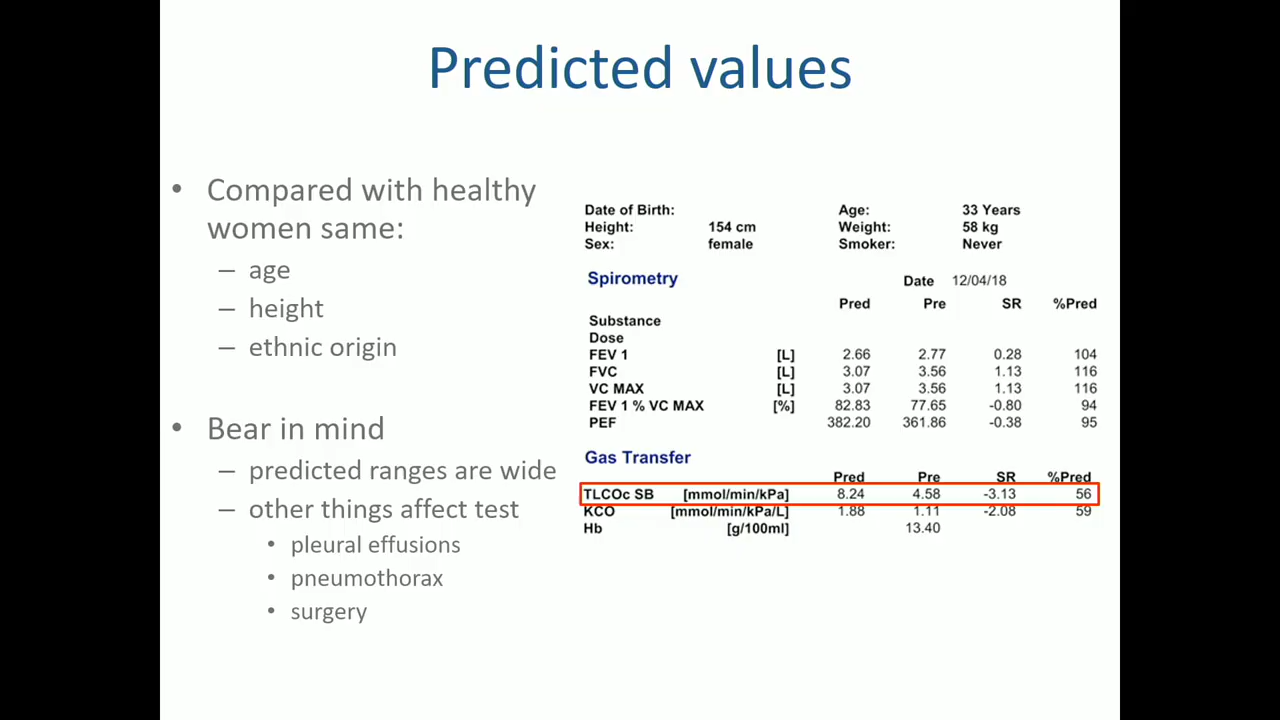 Predicted values
• Compared with healthy
women same:
– age
– height
– ethnic origin
• Bear in mind
– predicted ranges are wide
– other things affect test
• pleural effusions
• pneumothorax
• surgery
Date of Birth: Age: 33 Years
Height: 154 cm Weight: 58 kg
Sex: female Smoker: Never
Spirometry Date 12/04/18
Pred Pre SR %Pred
Substance
Dose
FEV 1 [L] 2.66 2.77 0.28 104
FVC [L] 3.07 3.56 1.13 116
VC MAX [L] 3.07 3.56 1.13 116
FEV 1 % VC MAX [%] 82.83 77.65 -0.80 94
PEF 382.20 361.86 -0.38 95
Gas Transfer
Pred Pre SR %Pred
TLCOc SB [mmol/min/kPa] 8.24 4.58 -3.13 56
KCO [mmol/min/kPa/L] 1.88 1.11 -2.08 59
Hb [g/100ml] 13.40